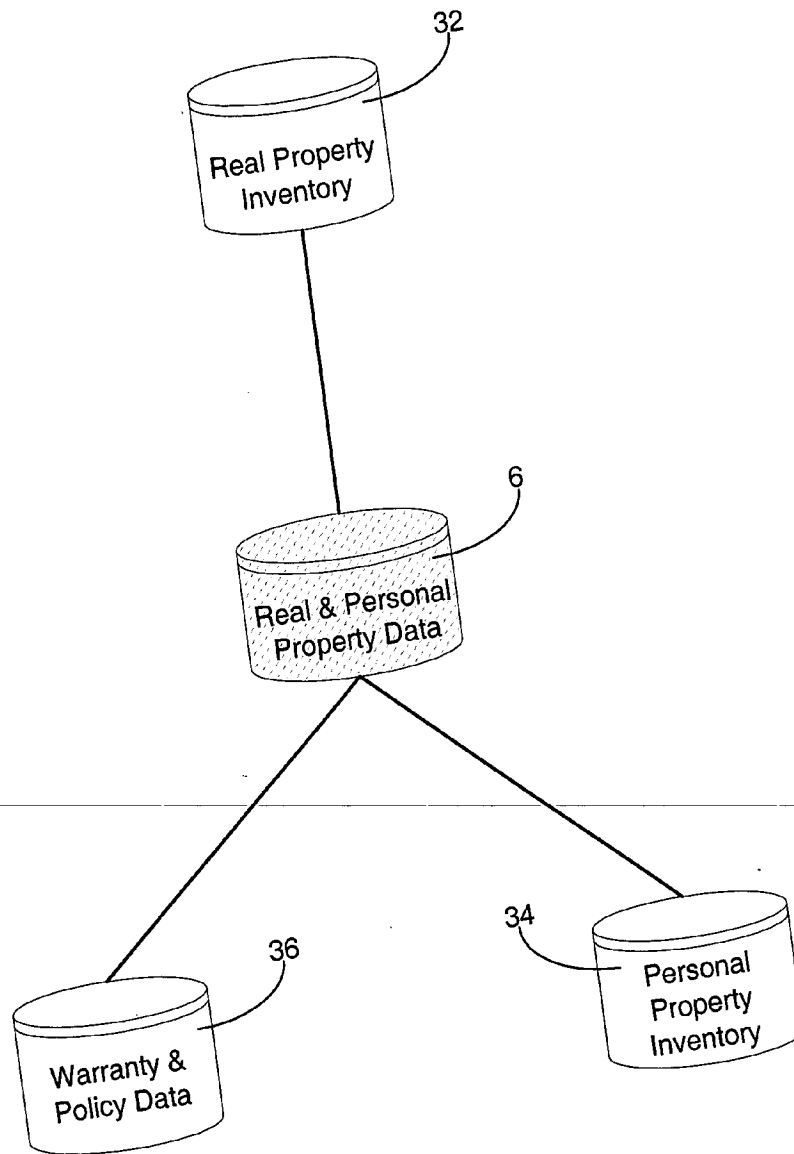 32
Real Property
Inventory
6
Real & Personal
Property Data
36
Warranty &
Policy Data
34
Personal
Property
Inventory